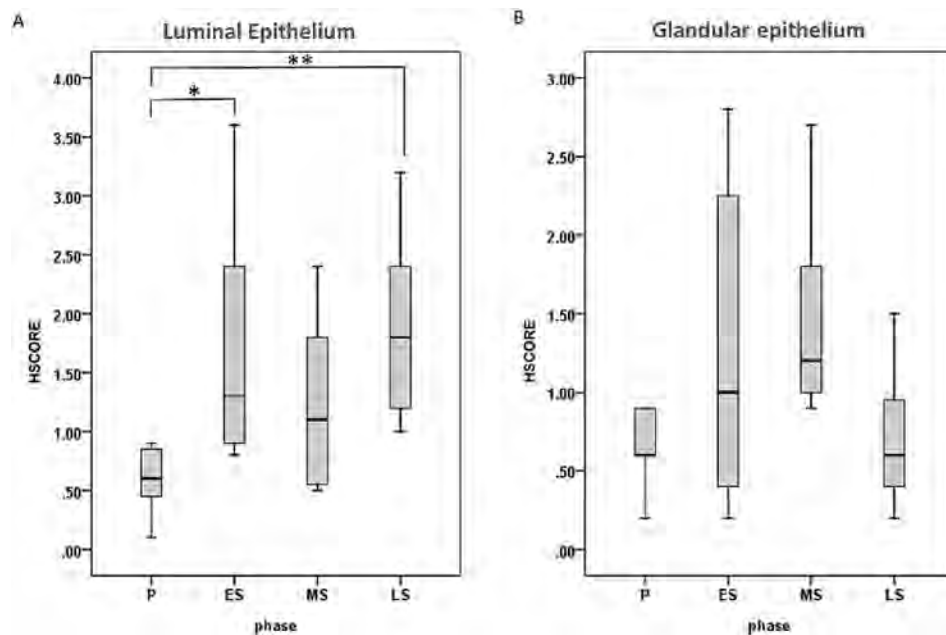 A
Luminal Epithelium
4.00
3.50
3.00
2.50
2.00
1.50
1.00
.50
.00
HSCORE
**
*
P ES MS LS
phase
B
Glandular epithelium
3.00
2.50
2.00
1.50
1.00
.50
.00
HSCORE
P ES MS LS
phase